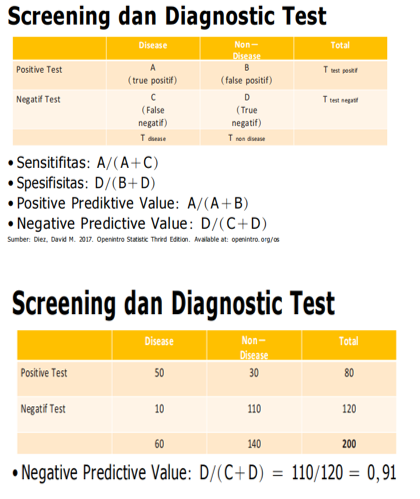 Screening dan Diagnostic Test
Disease Non— Disease Total
Positive Test A (true positif) B (false positif) T test positif
Negatif Test C (False negatif) D (True negatif) T test negatif
T disease T non disease
• Sensitifitas: A/(A+C)
• Spesifisitas: D/(B+D)
• Positive Prediktive Value: A/(A+B)
• Negative Predictive Value: D/(C+D)
Sumber: Diez, David M. 2017. Openintro Statistic Thrird Edition. Available at: openintro.org/os
Screening dan Diagnostic Test
Disease Non— Disease Total
Positive Test 50 30 80
Negatif Test 10 110 120
60 140 200
• Negative Predictive Value: D/(C+D) = 110/120 = 0,91